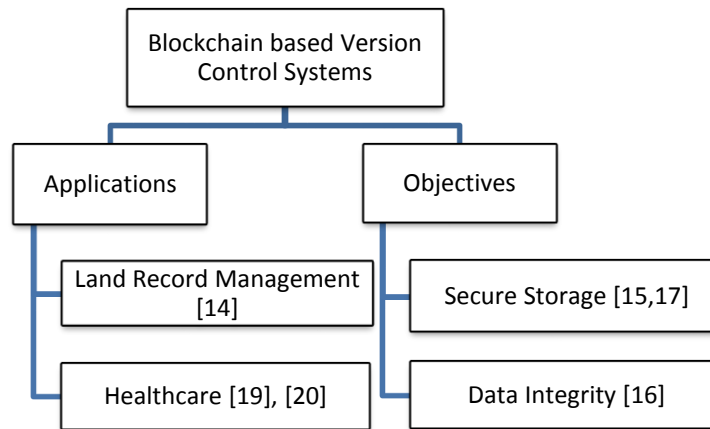 Blockchain based Version
Control Systems
Applications
Objectives
Land Record Management
[14]
Secure Storage [15,17]
Healthcare [19], [20]
Data Integrity [16]